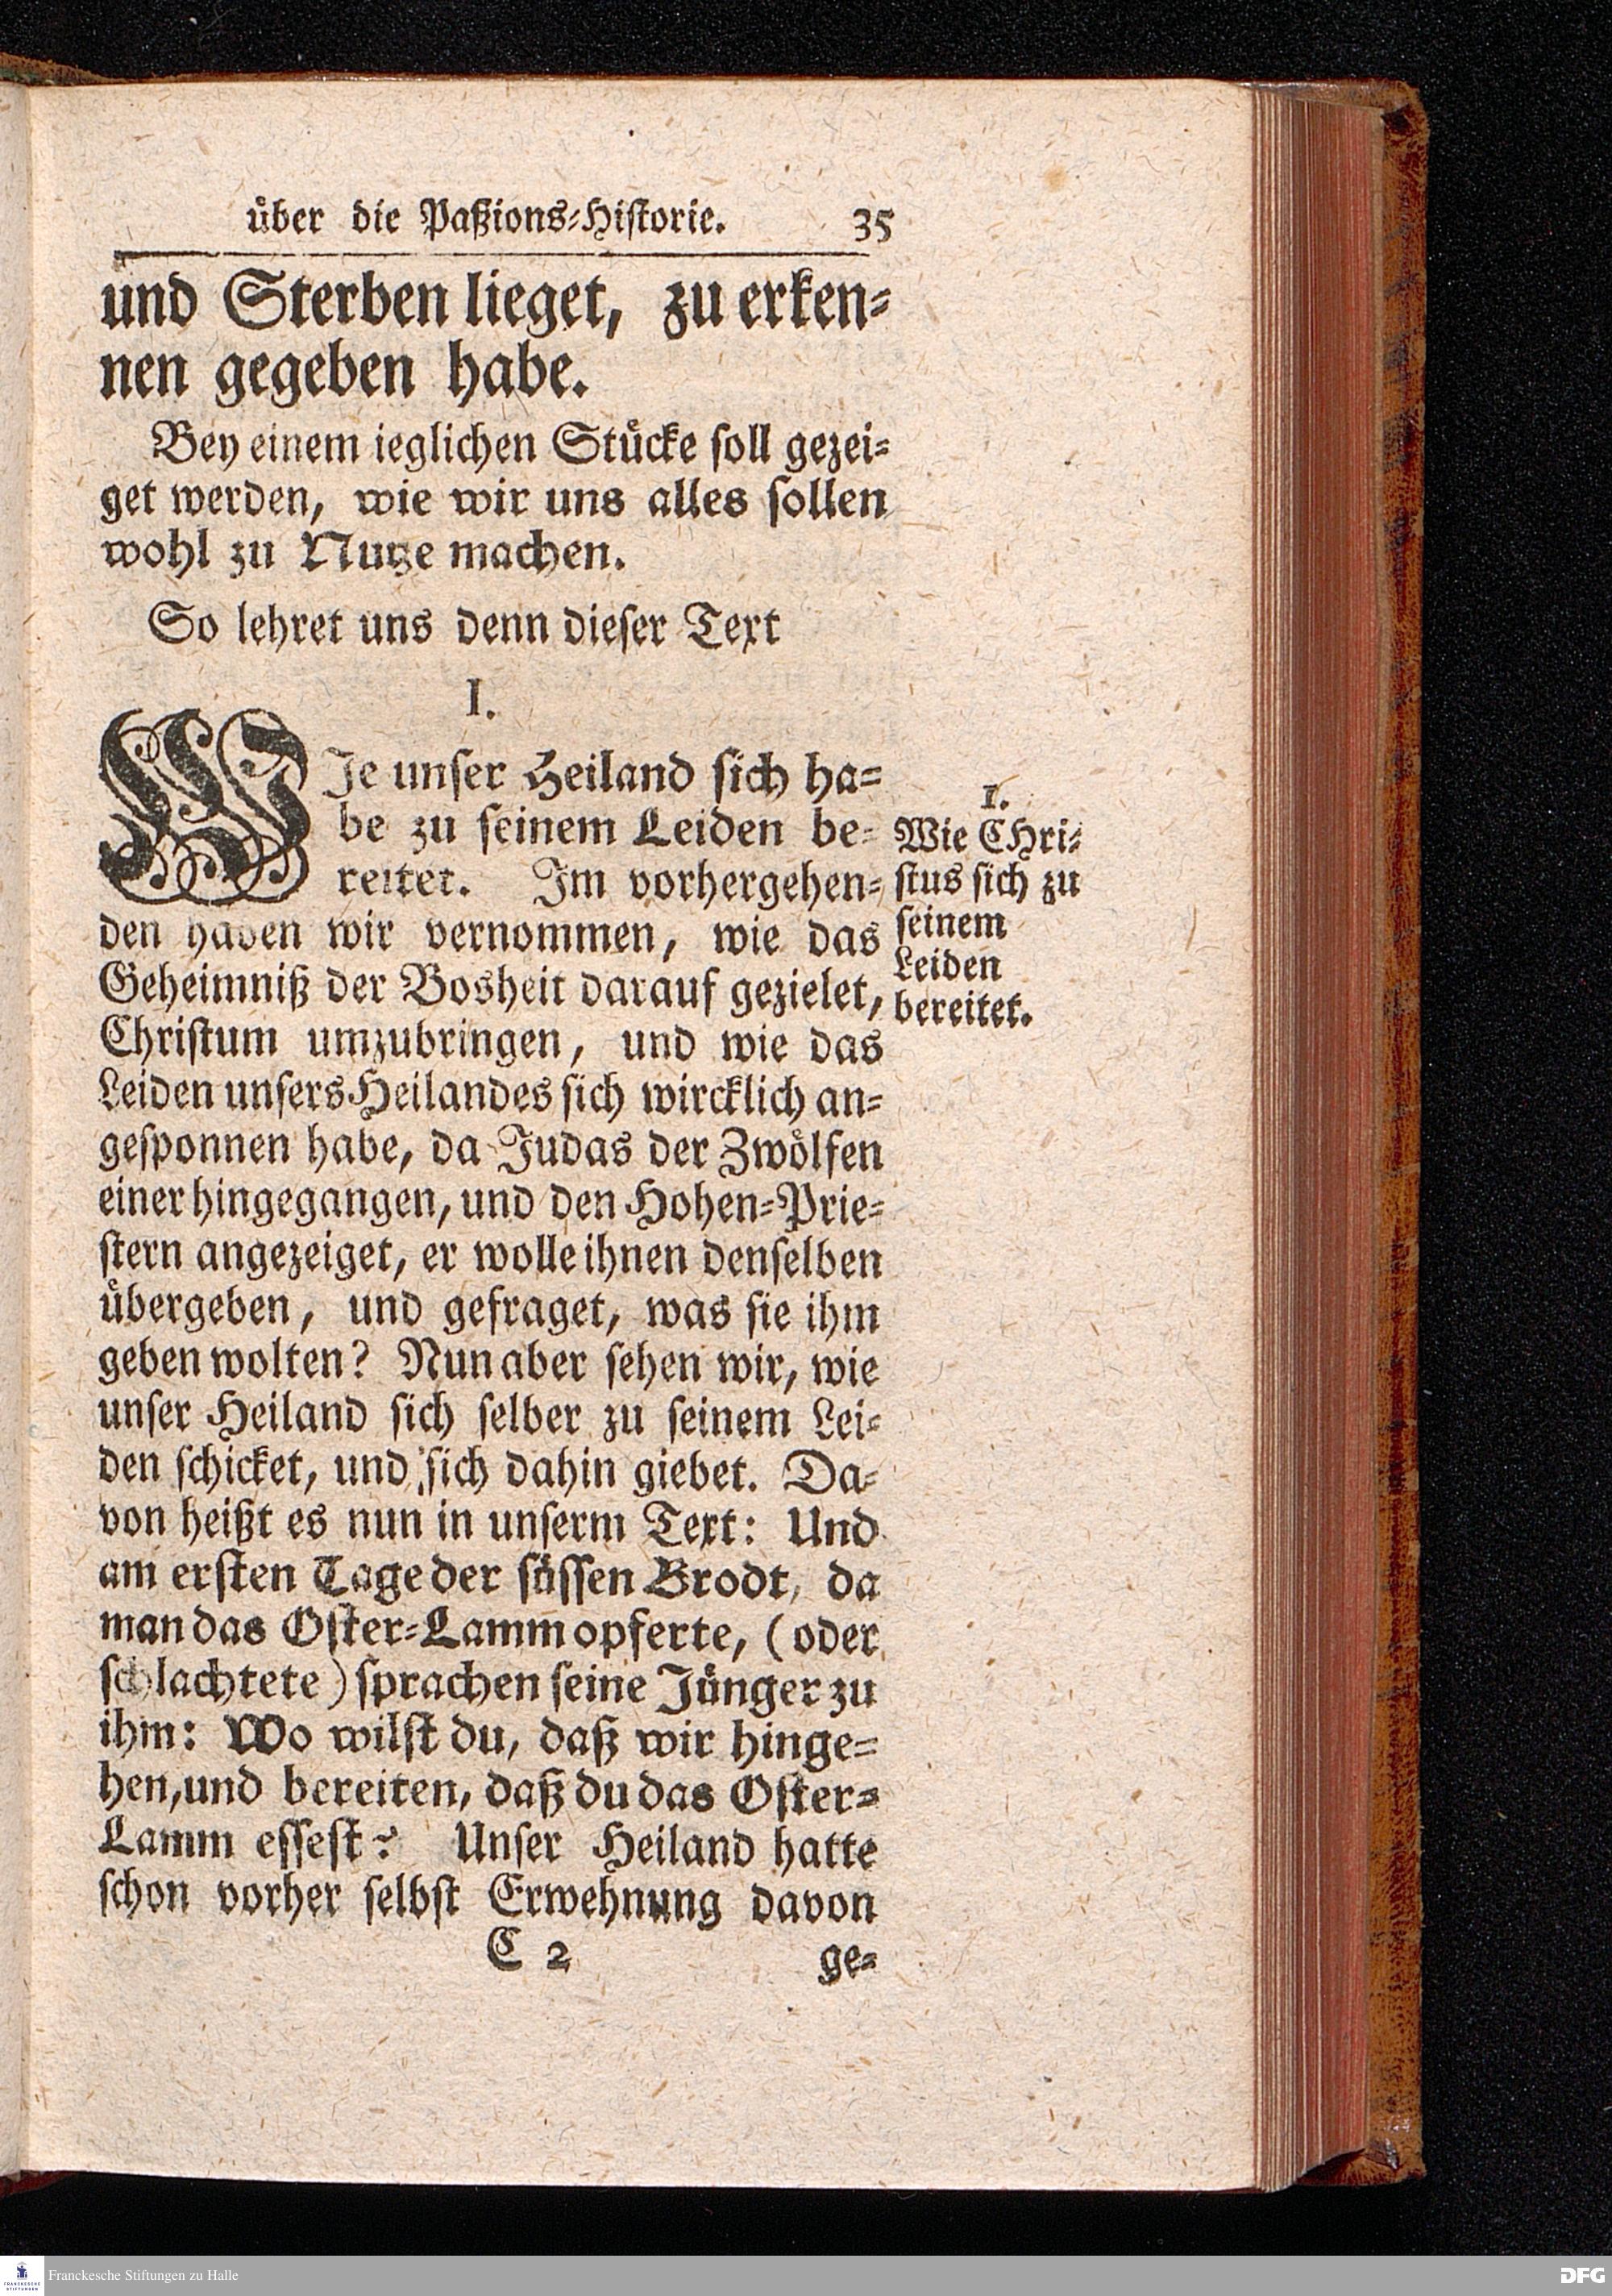 über die Paßions-Historie. 35
und Sterben lieget, zu erken-
nen gegeben habe.
Bey einem ieglichen Stücke soll gezei-
get werden, wie wir uns alles sollen
wohl zu Nutze machen.
So lehret uns denn dieser Text
I.
WIe unser Heiland sich ha-
be zu seinem Leiden be-
reitet. Im vorhergehen-
den haben wir vernommen, wie das
Geheimniß der Bosheit darauf gezielet,
Christum umzubringen, und wie das
Leiden unsers Heilandes sich wircklich an-
gesponnen habe, da Judas der Zwölfen
einer hingegangen, und den Hohen-Prie-
stern angezeiget, er wolle ihnen denselben
übergeben, und gefraget, was sie ihm
geben wolten? Nun aber sehen wir, wie
unser Heiland sich selber zu seinem Lei-
den schicket, und sich dahin giebet. Da-
von heißt es nun in unserm Text: Und
am ersten Tage der süssen Brodt, da
man das Oster-Lamm opferte, (oder
schlachtete) sprachen seine Jünger zu
ihm: Wo wilst du, daß wir hinge-
hen, und bereiten, daß du das Oster-
Lamm essest? Unser Heiland hatte
schon vorher selbst Erwehnung davon
C 2 ge-
1.
Wie CHri-
stus sich zu
seinem
Leiden
bereitet.
FRANCKESCHE
STIFTUNGEN
Franckesche Stiftungen zu Halle
DFG